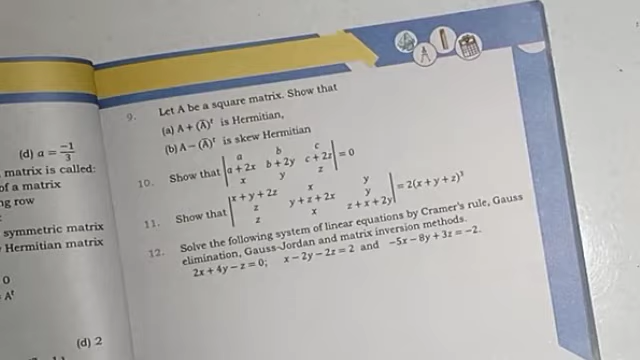 (d) a = -1/3
matrix is called:
of a matrix
ng row
:
symmetric matrix
Hermitian matrix
0
= Aᵗ
(d) 2
9. Let A be a square matrix. Show that
(a) A + (Ā)ᵗ is Hermitian,
(b) A − (Ā)ᵗ is skew Hermitian
10. Show that | a b c ; a + 2x b + 2y c + 2z ; x y z | = 0
11. Show that | x + y + 2z x y ; z y + z + 2x y ; z x z + x + 2y | = 2(x + y + z)³
12. Solve the following system of linear equations by Cramer's rule, Gauss
elimination, Gauss-Jordan and matrix inversion methods.
2x + 4y − z = 0; x − 2y − 2z = 2 and −5x − 8y + 3z = −2.